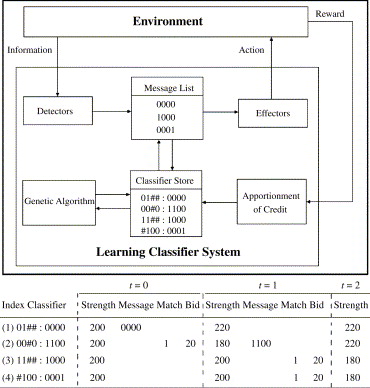 Environment
Reward
Information
Action
Message List
0000
1000
0001
Detectors
Effectors
Classifier Store
01## : 0000
00#0 : 1100
11## : 1000
#100 : 0001
Genetic Algorithm
Apportionment
of Credit
Learning Classifier System
t = 0 t = 1 t = 2
Index Classifier Strength Message Match Bid Strength Message Match Bid Strength
(1) 01## : 0000 200 0000 220 220
(2) 00#0 : 1100 200 1 20 180 1100 220
(3) 11## : 1000 200 200 1 20 180
(4) #100 : 0001 200 200 1 20 180